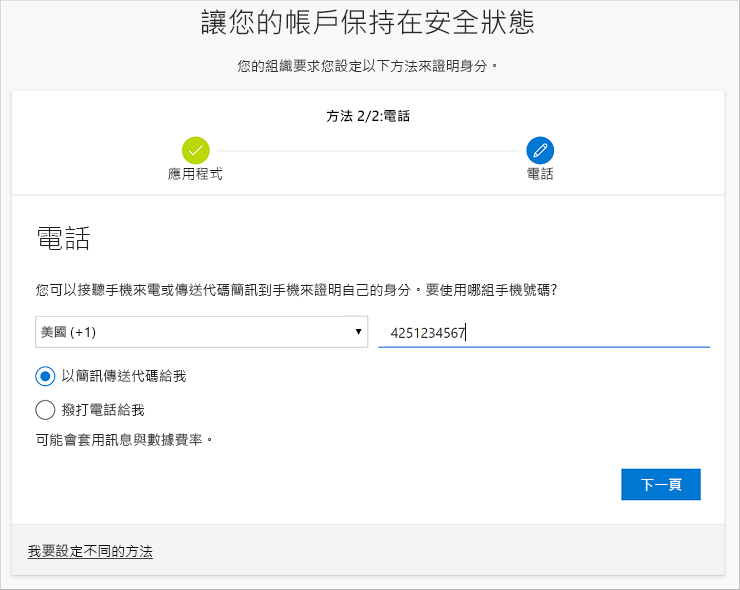 讓您的帳戶保持在安全狀態
您的組織要求您設定以下方法來證明身分。
方法 2/2:電話
應用程式
電話
電話
您可以接聽手機來電或傳送代碼簡訊到手機來證明自己的身分。要使用哪組手機號碼?
美國 (+1)
4251234567
以簡訊傳送代碼給我
撥打電話給我
可能會套用訊息與數據費率。
下一頁
我要設定不同的方法